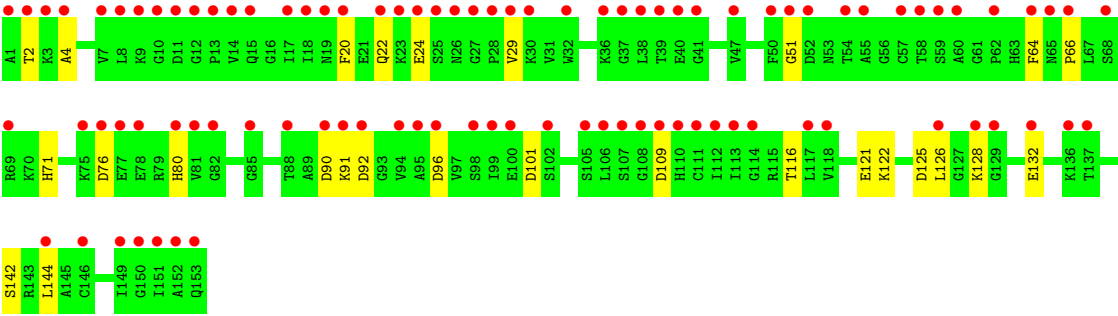 A1 T2 K3 A4 V7 L8 K9 G10 D11 G12 P13 V14 Q15 G16 I17 I18 N19 F20 E21 Q22 K23 E24 S25 N26 G27 P28 V29 K30 V31 W32 K36 G37 L38 T39 E40 G41 V47 F50 G51 D52 N53 T54 A55 G56 C57 T58 S59 A60 G61 P62 H63 F64 N65 P66 L67 S68
R69 K70 H71 K75 D76 E77 E78 R79 H80 V81 G82 G85 T88 A89 D90 K91 D92 G93 V94 A95 D96 V97 S98 I99 E100 D101 S102 S105 L106 S107 G108 D109 H110 C111 I112 I113 G114 R115 T116 L117 V118 E121 K122 D125 L126 G127 K128 G129 E132 K136 T137
S142 R143 L144 A145 C146 I149 G150 I151 A152 Q153